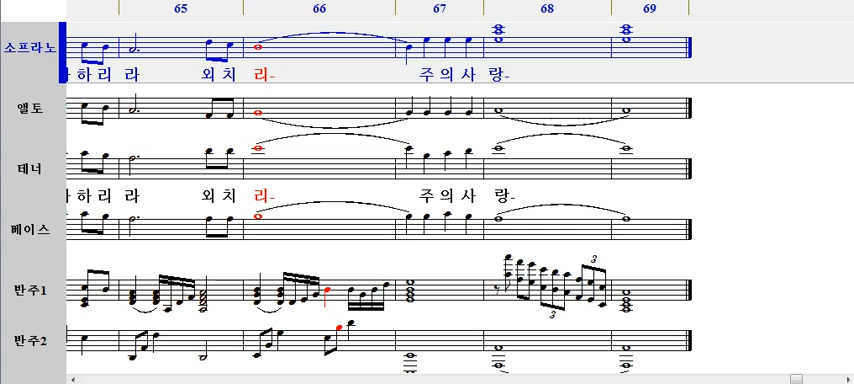 65 66 67 68 69
소프라노
하 리 라 외 치 리- 주 의 사 랑-
앨토
테너
하 리 라 외 치 리- 주 의 사 랑-
베이스
반주1
3
3
반주2